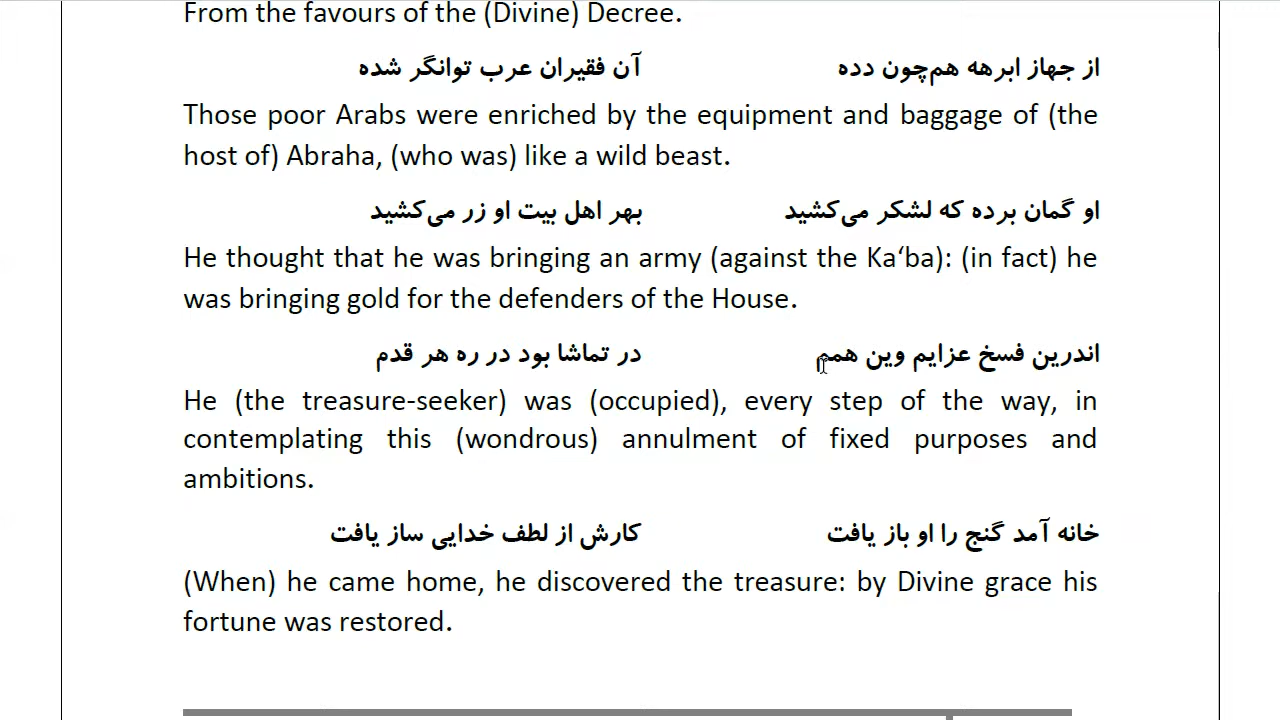 From the favours of the (Divine) Decree.
از جهاز ابرهه هم‌چون دده آن فقیران عرب توانگر شده
Those poor Arabs were enriched by the equipment and baggage of (the
host of) Abraha, (who was) like a wild beast.
او گمان برده که لشکر می‌کشید بهر اهل بیت او زر می‌کشید
He thought that he was bringing an army (against the Ka‘ba): (in fact) he
was bringing gold for the defenders of the House.
اندرین فسخ عزایم وین همم در تماشا بود در ره هر قدم
He (the treasure-seeker) was (occupied), every step of the way, in
contemplating this (wondrous) annulment of fixed purposes and
ambitions.
خانه آمد گنج را او باز یافت کارش از لطف خدایی ساز یافت
(When) he came home, he discovered the treasure: by Divine grace his
fortune was restored.